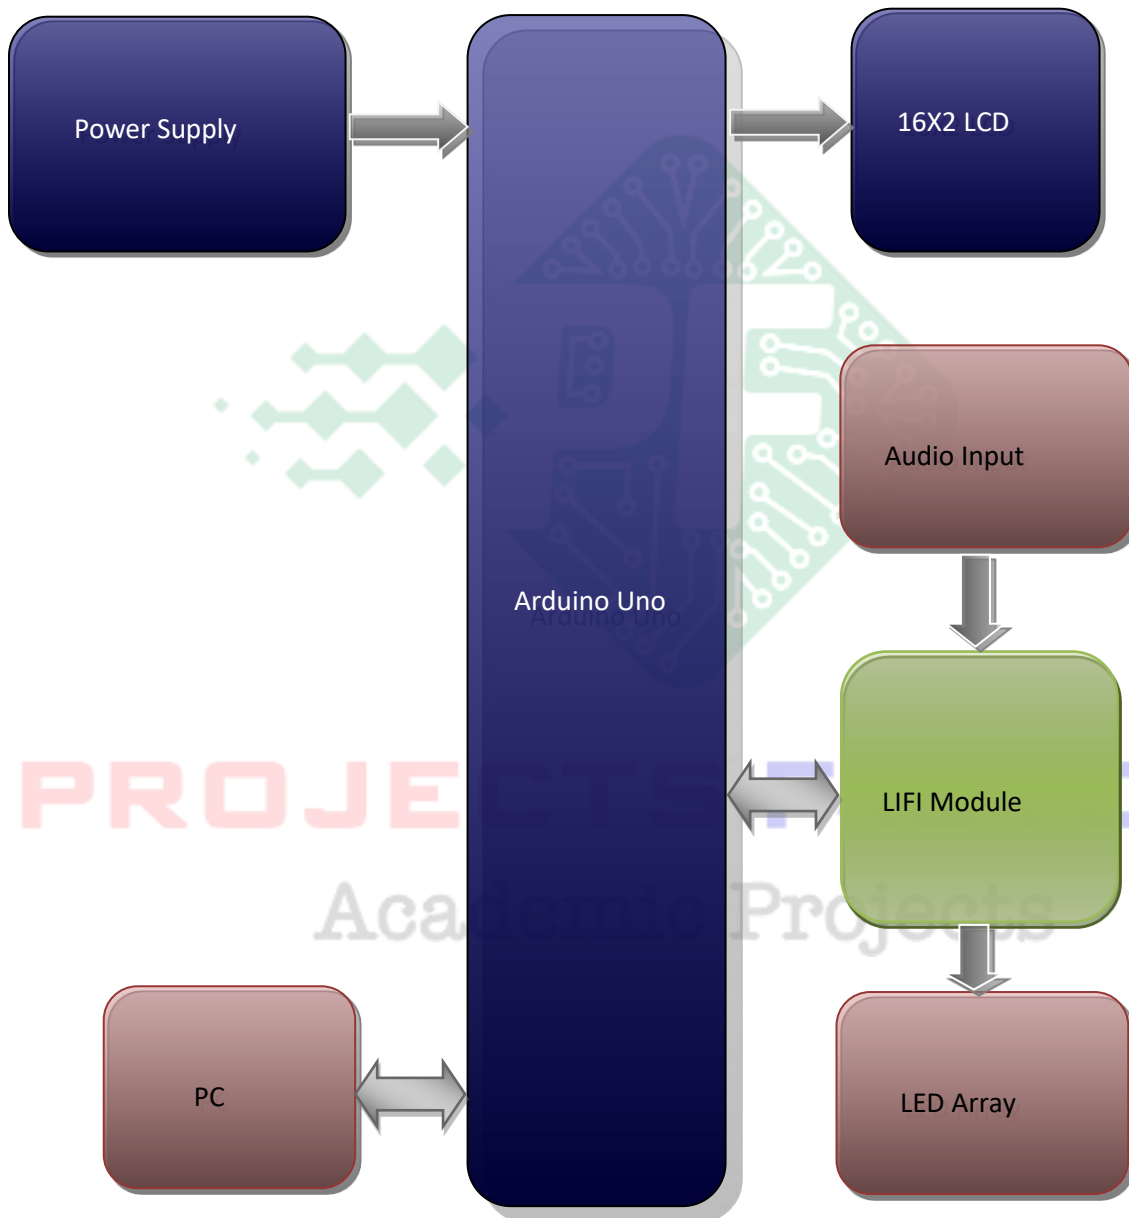 Power Supply
16X2 LCD
Audio Input
Arduino Uno
Arduino Uno
LIFI Module
PROJECTS
Academic Projects
PC
LED Array